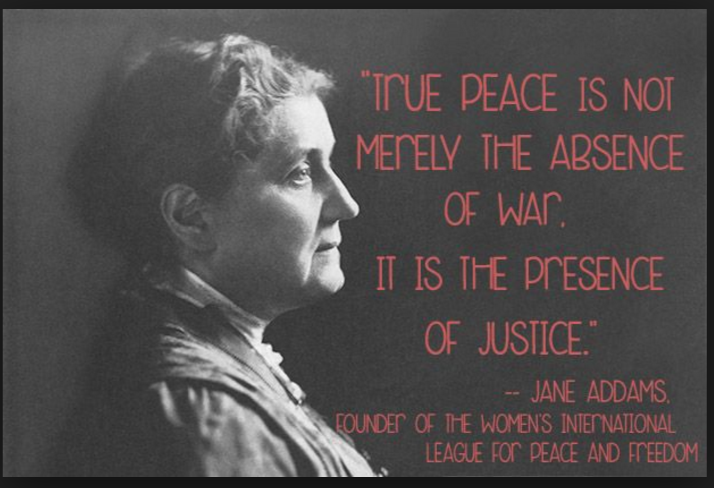 "TRUE PEACE IS NOT
MERELY THE ABSENCE
OF WAR,
IT IS THE PRESENCE
OF JUSTICE."
-- JANE ADDAMS,
FOUNDER OF THE WOMEN'S INTERNATIONAL
LEAGUE FOR PEACE AND FREEDOM